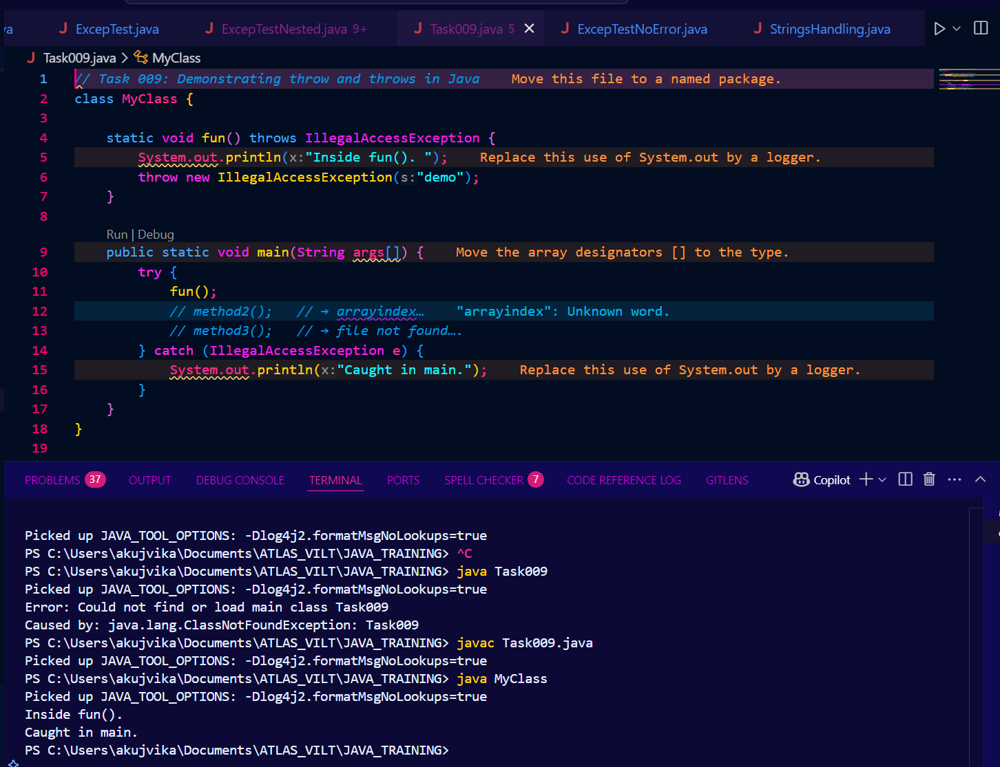 va J ExcepTest.java J ExcepTestNested.java 9+ J Task009.java 5 J ExcepTestNoError.java J StringsHandling.java
J Task009.java > MyClass
1 // Task 009: Demonstrating throw and throws in Java Move this file to a named package.
2 class MyClass {
3
4 static void fun() throws IllegalAccessException {
5 System.out.println(x:"Inside fun(). "); Replace this use of System.out by a logger.
6 throw new IllegalAccessException(s:"demo");
7 }
8
Run | Debug
9 public static void main(String args[]) { Move the array designators [] to the type.
10 try {
11 fun();
12 // method2(); // → arrayindex… "arrayindex": Unknown word.
13 // method3(); // → file not found….
14 } catch (IllegalAccessException e) {
15 System.out.println(x:"Caught in main."); Replace this use of System.out by a logger.
16 }
17 }
18 }
19
PROBLEMS 37 OUTPUT DEBUG CONSOLE TERMINAL PORTS SPELL CHECKER 7 CODE REFERENCE LOG GITLENS Copilot
Picked up JAVA_TOOL_OPTIONS: -Dlog4j2.formatMsgNoLookups=true
PS C:\Users\akujvika\Documents\ATLAS_VILT\JAVA_TRAINING> ^C
PS C:\Users\akujvika\Documents\ATLAS_VILT\JAVA_TRAINING> java Task009
Picked up JAVA_TOOL_OPTIONS: -Dlog4j2.formatMsgNoLookups=true
Error: Could not find or load main class Task009
Caused by: java.lang.ClassNotFoundException: Task009
PS C:\Users\akujvika\Documents\ATLAS_VILT\JAVA_TRAINING> javac Task009.java
Picked up JAVA_TOOL_OPTIONS: -Dlog4j2.formatMsgNoLookups=true
PS C:\Users\akujvika\Documents\ATLAS_VILT\JAVA_TRAINING> java MyClass
Picked up JAVA_TOOL_OPTIONS: -Dlog4j2.formatMsgNoLookups=true
Inside fun().
Caught in main.
PS C:\Users\akujvika\Documents\ATLAS_VILT\JAVA_TRAINING>